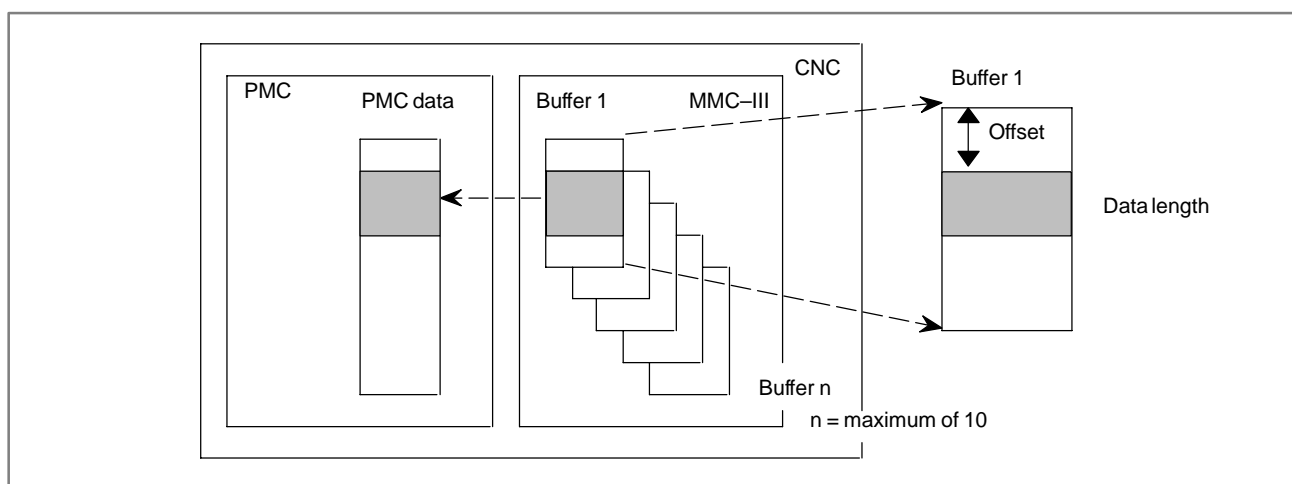 CNC
PMC
PMC data
Buffer 1
MMC–III
Buffer 1
Offset
Data length
Buffer n
n = maximum of 10